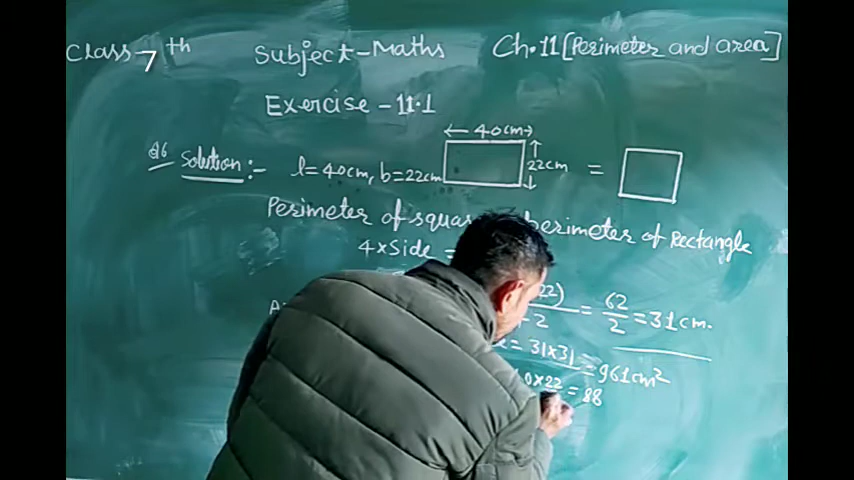 Class-7th Subject-Maths Ch.11 [Perimeter and area]
Exercise - 11.1
Q6 Solution:- l=40cm, b=22cm
← 40cm→
22cm
=
Perimeter of square perimeter of Rectangle
4×Side =
22) = 62/2 = 31cm.
2
= 31×31 = 961cm²
0×22 = 88